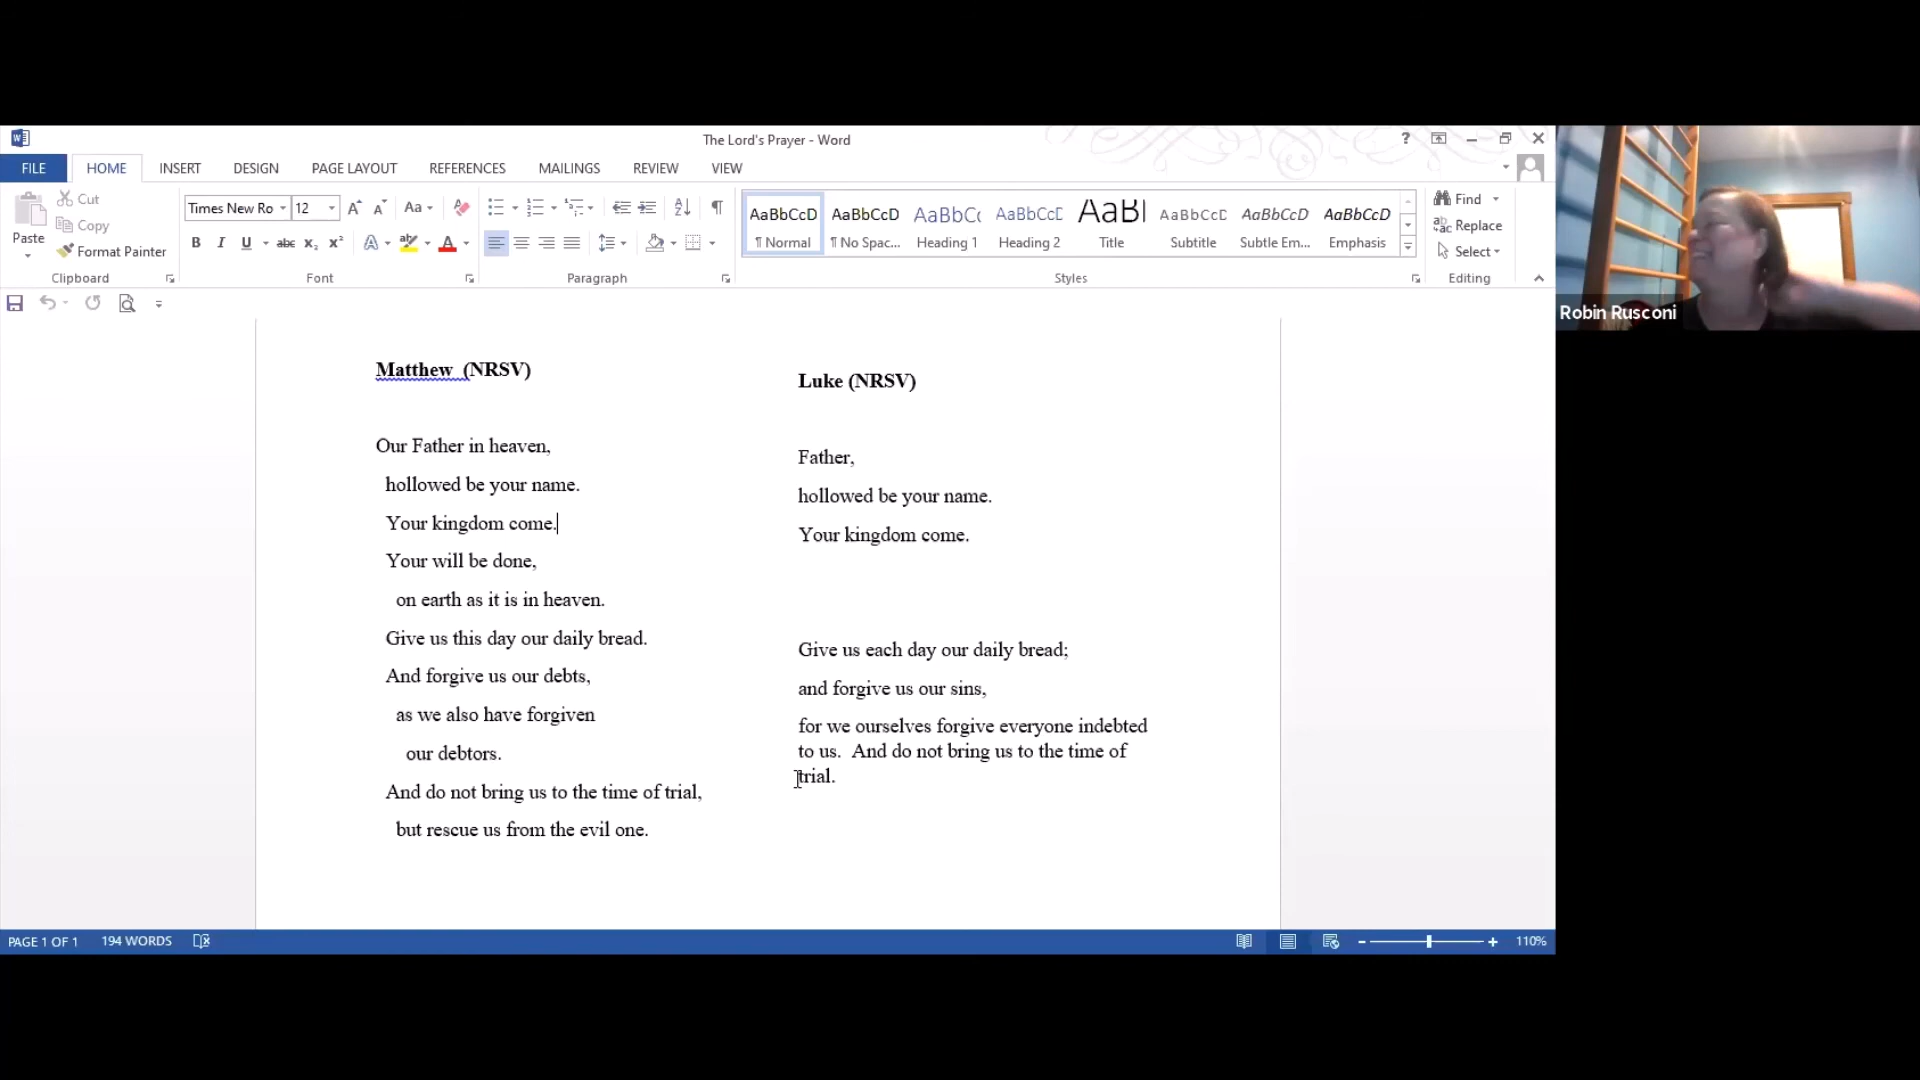 The Lord's Prayer - Word
?
FILE HOME INSERT DESIGN PAGE LAYOUT REFERENCES MAILINGS REVIEW VIEW
Paste
Cut
Copy
Format Painter
Clipboard
Times New Ro 12
Font
Paragraph
AaBbCcD AaBbCcD AaBbC AaBbCcD AaB AaBbCcD AaBbCcD AaBbCcD
¶ Normal ¶ No Spac... Heading 1 Heading 2 Title Subtitle Subtle Em... Emphasis
Styles
Find
Replace
Select
Editing
Robin Rusconi
Matthew (NRSV)
Our Father in heaven,
hollowed be your name.
Your kingdom come.
Your will be done,
on earth as it is in heaven.
Give us this day our daily bread.
And forgive us our debts,
as we also have forgiven
our debtors.
And do not bring us to the time of trial,
but rescue us from the evil one.
Luke (NRSV)
Father,
hollowed be your name.
Your kingdom come.
Give us each day our daily bread;
and forgive us our sins,
for we ourselves forgive everyone indebted
to us. And do not bring us to the time of
trial.
PAGE 1 OF 1 194 WORDS
110%